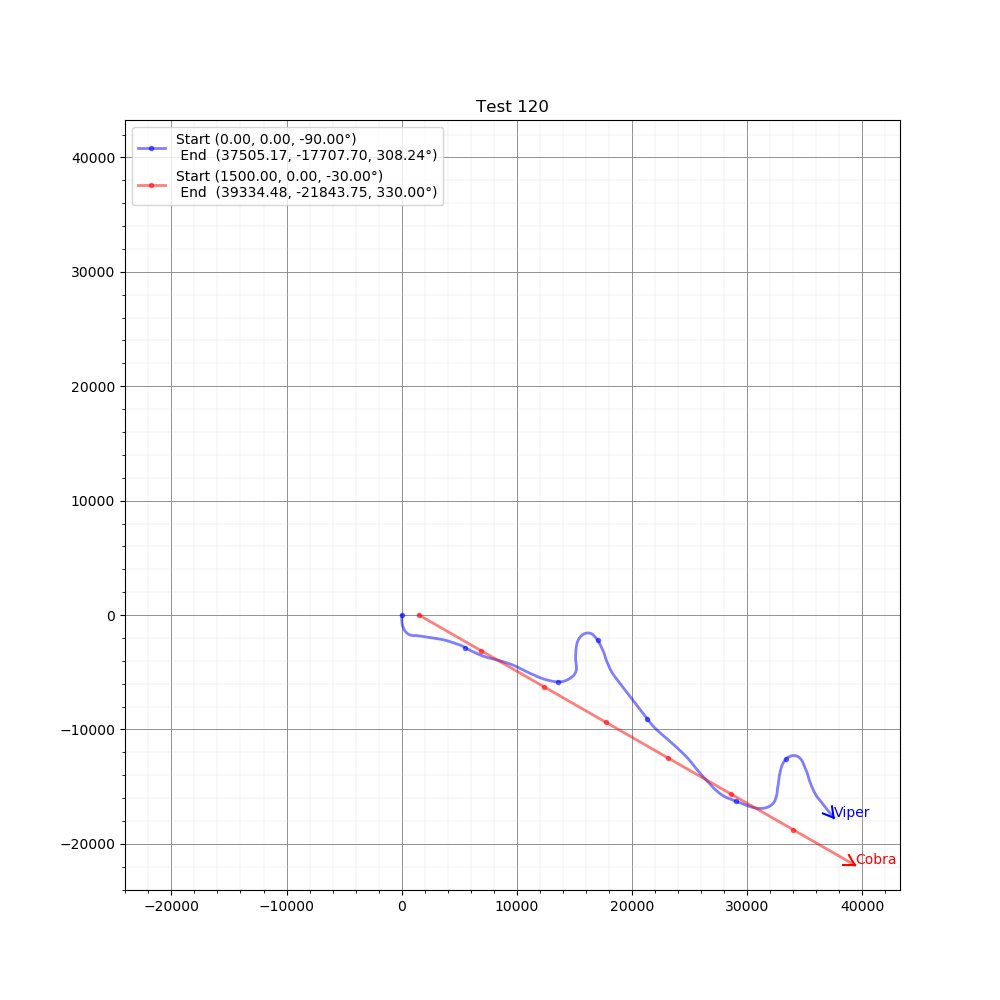 Test 120
Start (0.00, 0.00, -90.00°)
End (37505.17, -17707.70, 308.24°)
Start (1500.00, 0.00, -30.00°)
End (39334.48, -21843.75, 330.00°)
40000
30000
20000
10000
0
−10000
−20000
Viper
Cobra
−20000 −10000 0 10000 20000 30000 40000